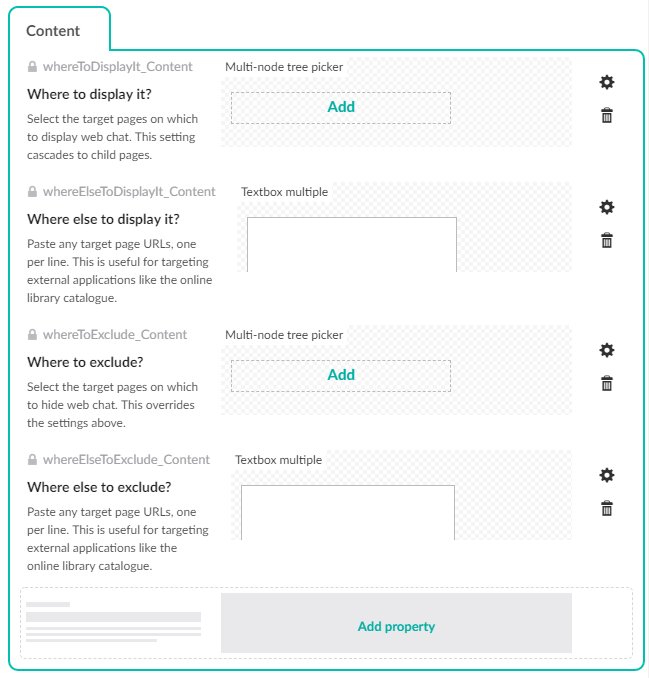 Content
whereToDisplayIt_Content
Multi-node tree picker
Where to display it?
Add
Select the target pages on which
to display web chat. This setting
cascades to child pages.
whereElseToDisplayIt_Content
Textbox multiple
Where else to display it?
Paste any target page URLs, one
per line. This is useful for targeting
external applications like the online
library catalogue.
whereToExclude_Content
Multi-node tree picker
Where to exclude?
Add
Select the target pages on which
to hide web chat. This overrides
the settings above.
whereElseToExclude_Content
Textbox multiple
Where else to exclude?
Paste any target page URLs, one
per line. This is useful for targeting
external applications like the
online library catalogue.
Add property